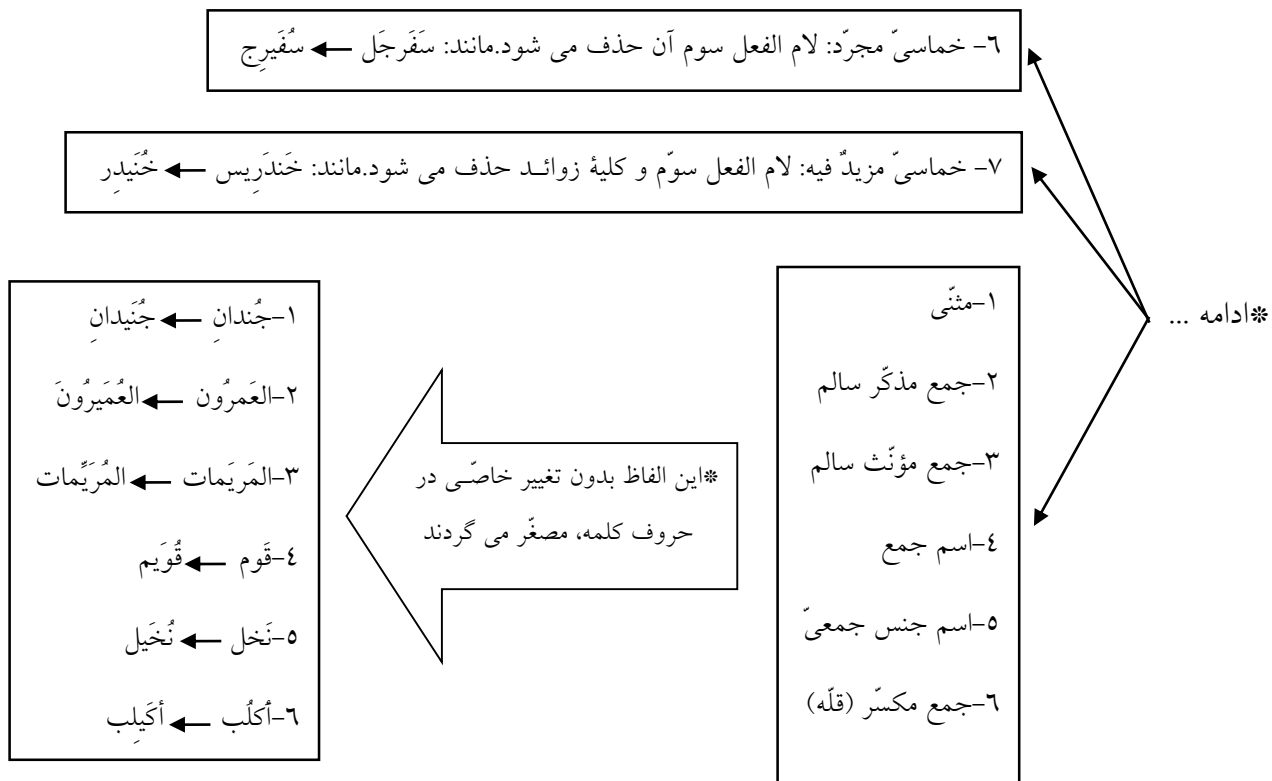 ٦- خماسیّ مجرّد: لام الفعل سوم آن حذف می شود.مانند: سَفَرجَل ← سُفَیرِج
٧- خماسیّ مزیدٌ فیه: لام الفعل سوّم و کلیۀ زوائـد حذف می شود.مانند: خَندَرِیس ← خُنَیدِر
*ادامه ...
١-مثنّی
٢-جمع مذکّر سالم
٣-جمع مؤنّث سالم
٤-اسم جمع
٥-اسم جنس جمعیّ
٦-جمع مکسّر (قلّه)
*این الفاظ بدون تغییر خاصّـی در
حروف کلمه، مصغّر می گردند
١-جُندانِ ← جُنَیدانِ
٢-العَمرُون ← العُمَیرُونَ
٣-المَریَمات ← المُرَیِّمات
٤-قَوم ← قُوَیم
٥-نَخل ← نُخَیل
٦-أکلُب ← أکَیلِب